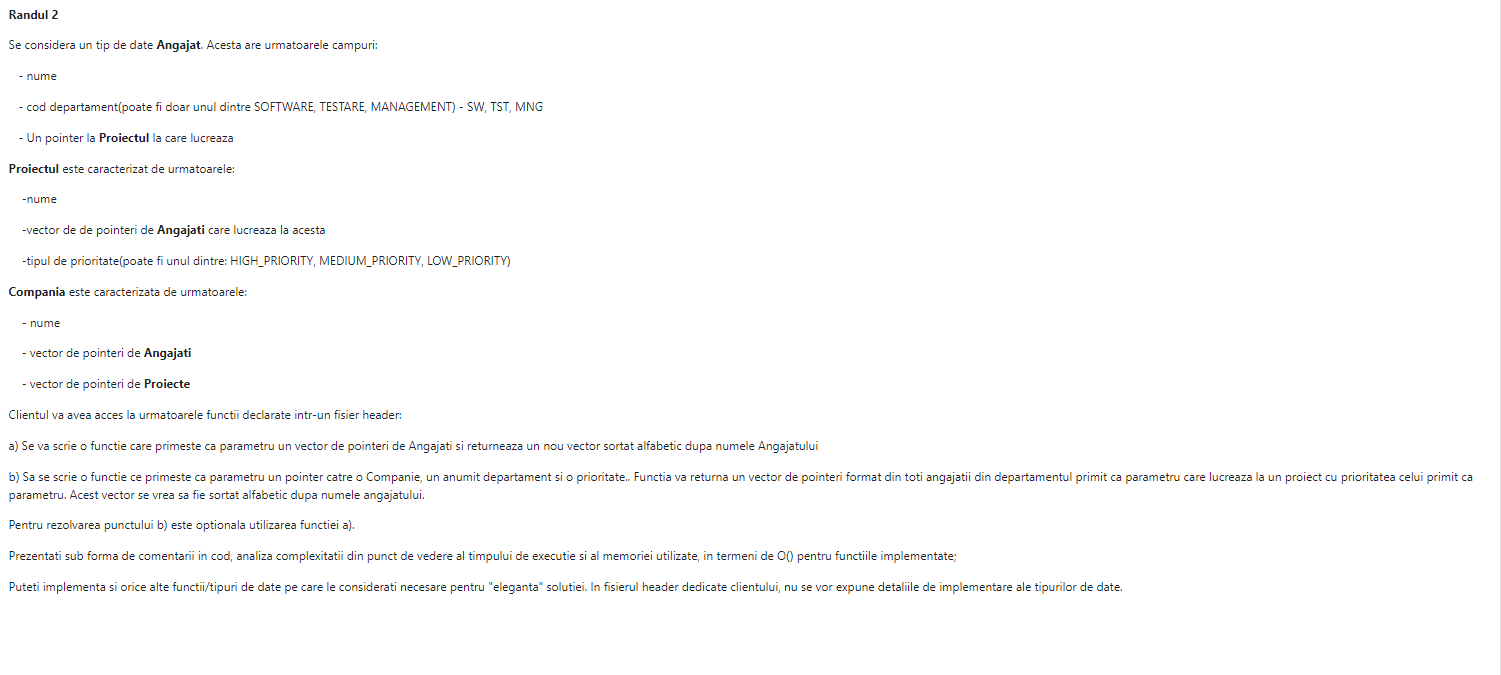 Randul 2
Se considera un tip de date Angajat. Acesta are urmatoarele campuri:
- nume
- cod departament(poate fi doar unul dintre SOFTWARE, TESTARE, MANAGEMENT) - SW, TST, MNG
- Un pointer la Proiectul la care lucreaza
Proiectul este caracterizat de urmatoarele:
-nume
-vector de de pointeri de Angajati care lucreaza la acesta
-tipul de prioritate(poate fi unul dintre: HIGH_PRIORITY, MEDIUM_PRIORITY, LOW_PRIORITY)
Compania este caracterizata de urmatoarele:
- nume
- vector de pointeri de Angajati
- vector de pointeri de Proiecte
Clientul va avea acces la urmatoarele functii declarate intr-un fisier header:
a) Se va scrie o functie care primeste ca parametru un vector de pointeri de Angajati si returneaza un nou vector sortat alfabetic dupa numele Angajatului
b) Sa se scrie o functie ce primeste ca parametru un pointer catre o Companie, un anumit departament si o prioritate.. Functia va returna un vector de pointeri format din toti angajatii din departamentul primit ca parametru care lucreaza la un proiect cu prioritatea celui primit ca
parametru. Acest vector se vrea sa fie sortat alfabetic dupa numele angajatului.
Pentru rezolvarea punctului b) este optionala utilizarea functiei a).
Prezentati sub forma de comentarii in cod, analiza complexitatii din punct de vedere al timpului de executie si al memoriei utilizate, in termeni de O() pentru functiile implementate;
Puteti implementa si orice alte functii/tipuri de date pe care le considerati necesare pentru "eleganta" solutiei. In fisierul header dedicate clientului, nu se vor expune detaliile de implementare ale tipurilor de date.